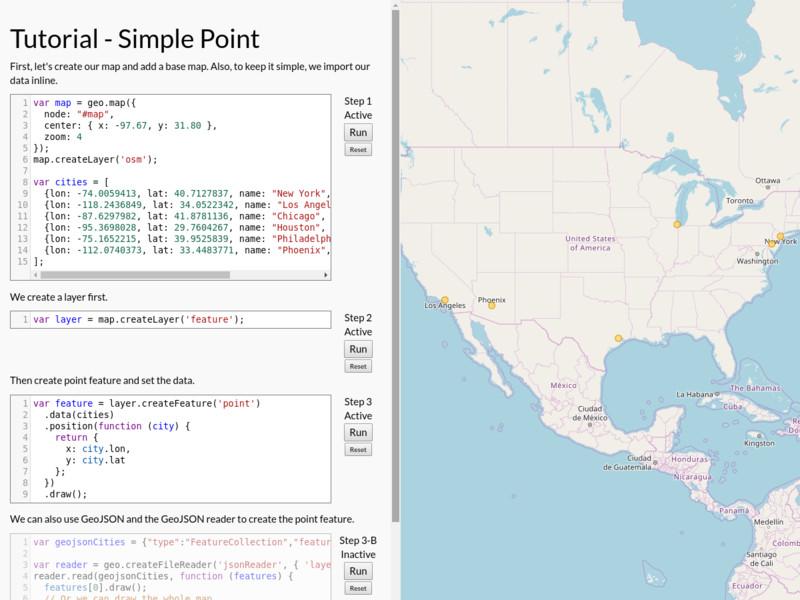 Tutorial - Simple Point
First, let's create our map and add a base map. Also, to keep it simple, we import our
data inline.
1 var map = geo.map({
2 node: "#map",
3 center: { x: -97.67, y: 31.80 },
4 zoom: 4
5 });
6 map.createLayer('osm');
7
8 var cities = [
9 {lon: -74.0059413, lat: 40.7127837, name: "New York",
10 {lon: -118.2436849, lat: 34.0522342, name: "Los Angel
11 {lon: -87.6297982, lat: 41.8781136, name: "Chicago",
12 {lon: -95.3698028, lat: 29.7604267, name: "Houston",
13 {lon: -75.1652215, lat: 39.9525839, name: "Philadelph
14 {lon: -112.0740373, lat: 33.4483771, name: "Phoenix",
15 ];
Step 1
Active
Run
Reset
We create a layer first.
1 var layer = map.createLayer('feature');
Step 2
Active
Run
Reset
Then create point feature and set the data.
1 var feature = layer.createFeature('point')
2 .data(cities)
3 .position(function (city) {
4 return {
5 x: city.lon,
6 y: city.lat
7 };
8 })
9 .draw();
Step 3
Active
Run
Reset
We can also use GeoJSON and the GeoJSON reader to create the point feature.
1 var geojsonCities = {"type":"FeatureCollection","featur
2
3 var reader = geo.createFileReader('jsonReader', { 'laye
4 reader.read(geojsonCities, function (features) {
5 features[0].draw();
6 // Or we can draw the whole map
Step 3-B
Inactive
Run
Reset
Ottawa
Toronto
New York
Washington
United States
of America
Los Angeles
Phoenix
México
Ciudad
de México
La Habana
The Bahamas
Cuba
Kingston
Ciudad
de Guatemala
Honduras
Nicaragua
Panamá
Medellín
Colomb
Santiago
de Cali
Ecuador